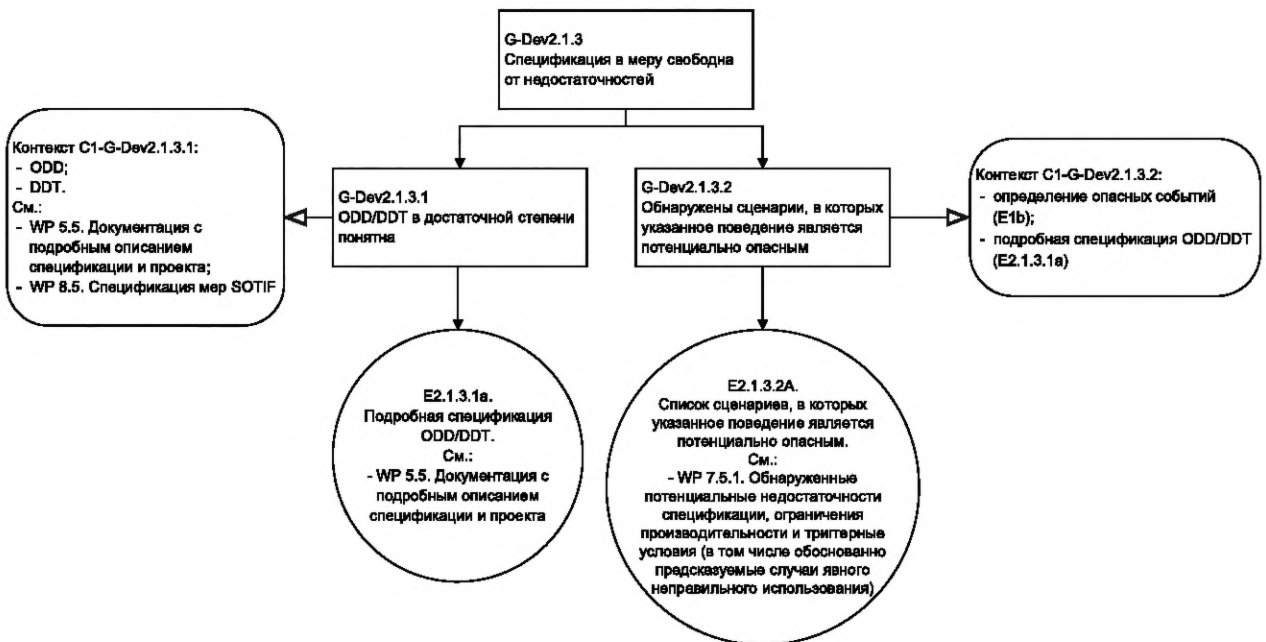 G-Dev2.1.3
Спецификация в меру свободна
от недостаточностей
Контекст C1-G-Dev2.1.3.1:
- ODD;
- DDT.
См.:
- WP 5.5. Документация с
подробным описанием
спецификации и проекта;
- WP 8.5. Спецификация мер SOTIF
G-Dev2.1.3.1
ODD/DDT в достаточной степени
понятна
G-Dev2.1.3.2
Обнаружены сценарии, в которых
указанное поведение является
потенциально опасным
Контекст C1-G-Dev2.1.3.2:
- определение опасных событий
(E1b);
- подробная спецификация ODD/DDT
(E2.1.3.1a)
E2.1.3.1a.
Подробная спецификация
ODD/DDT.
См.:
- WP 5.5. Документация с
подробным описанием
спецификации и проекта
E2.1.3.2A.
Список сценариев, в которых
указанное поведение является
потенциально опасным.
См.:
- WP 7.5.1. Обнаруженные
потенциальные недостаточности
спецификации, ограничения
производительности и триггерные
условия (в том числе обоснованно
предсказуемые случаи явного
неправильного использования)